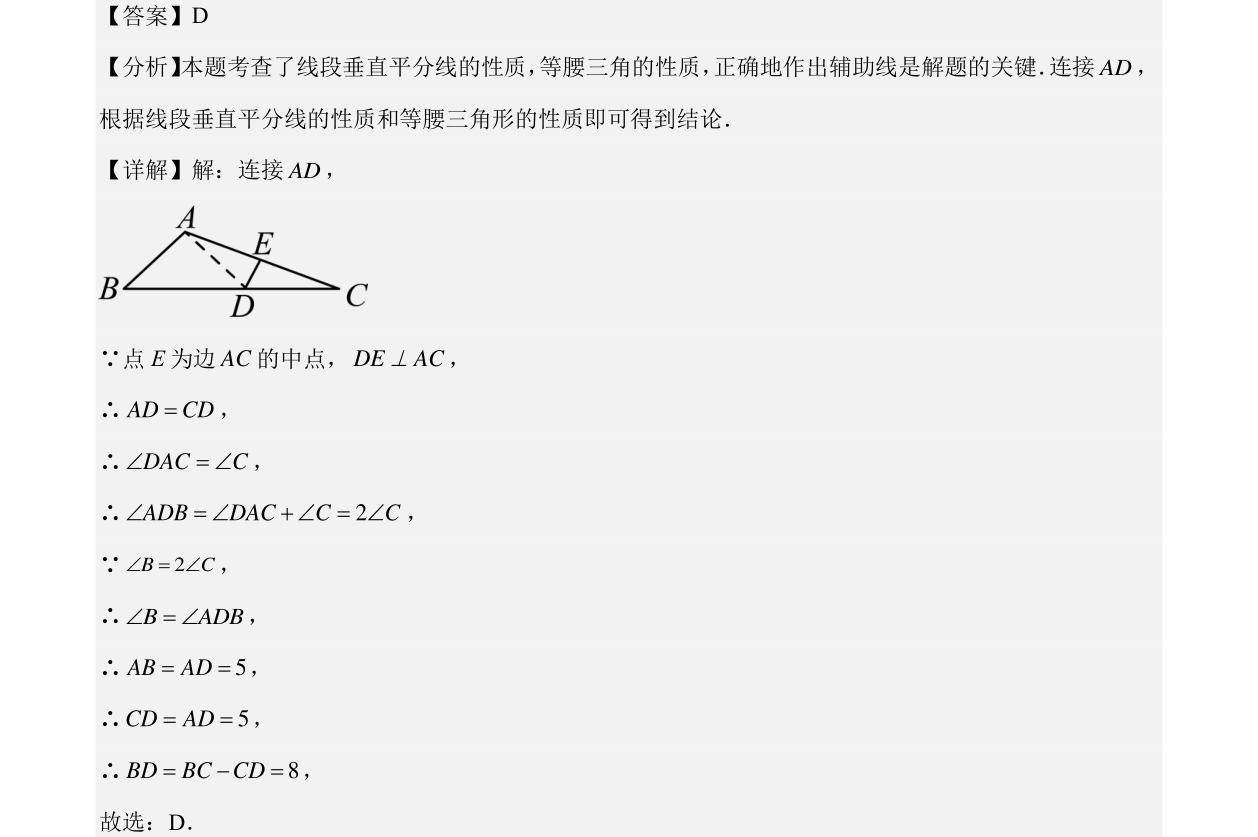 【答案】D
【分析】本题考查了线段垂直平分线的性质，等腰三角的性质，正确地作出辅助线是解题的关键．连接AD，
根据线段垂直平分线的性质和等腰三角形的性质即可得到结论．
【详解】解：连接AD，
A
E
B
D
C
∵点E为边AC的中点，DE⊥AC，
∴AD=CD，
∴∠DAC=∠C，
∴∠ADB=∠DAC+∠C=2∠C，
∵∠B=2∠C，
∴∠B=∠ADB，
∴AB=AD=5，
∴CD=AD=5，
∴BD=BC−CD=8，
故选：D．